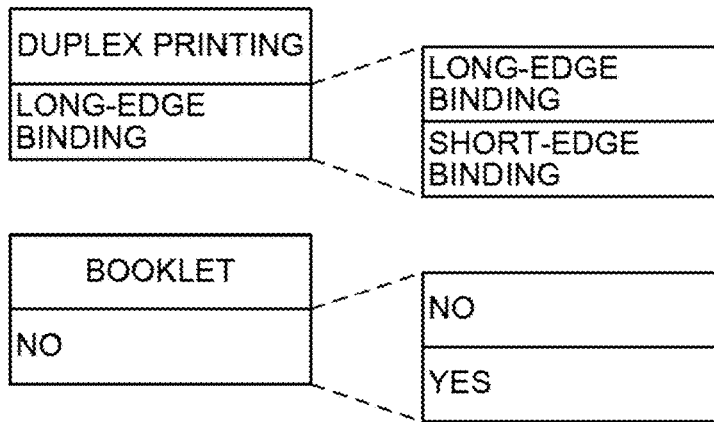 DUPLEX PRINTING
LONG-EDGE
BINDING
LONG-EDGE
BINDING
SHORT-EDGE
BINDING
BOOKLET
NO
NO
YES